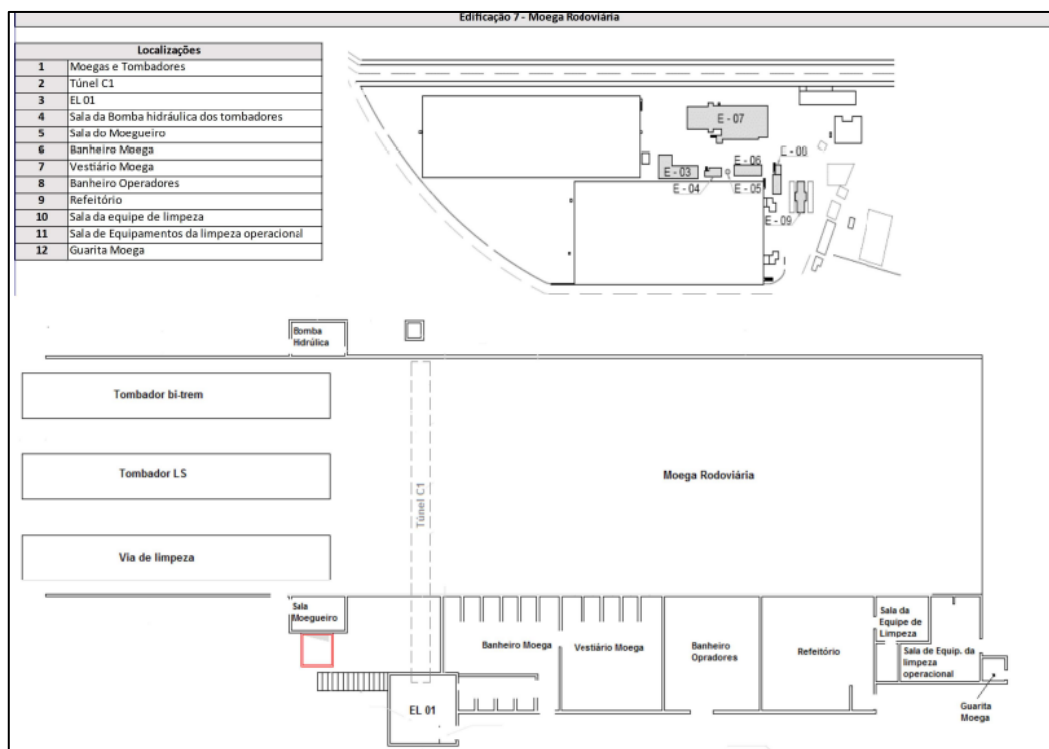 Edificação 7 - Moega Rodoviária
Localizações
1 Moegas e Tombadores
2 Túnel C1
3 EL 01
4 Sala da Bomba hidráulica dos tombadores
5 Sala do Moegueiro
6 Banheiro Moega
7 Vestiário Moega
8 Banheiro Operadores
9 Refeitório
10 Sala da equipe de limpeza
11 Sala de Equipamentos da limpeza operacional
12 Guarita Moega
E - 07
E - 08
E - 06
E - 03
E - 04
E - 05
E - 09
Bomba
Hidrúlica
Tombador bi-trem
Tombador LS
Moega Rodoviária
Túnel C1
Via de limpeza
Sala
Moegueiro
Banheiro Moega
Vestiário Moega
Banheiro
Opradores
Refeitório
Sala da
Equipe de
Limpeza
Sala de Equip. da
limpeza
operacional
EL 01
Guarita
Moega